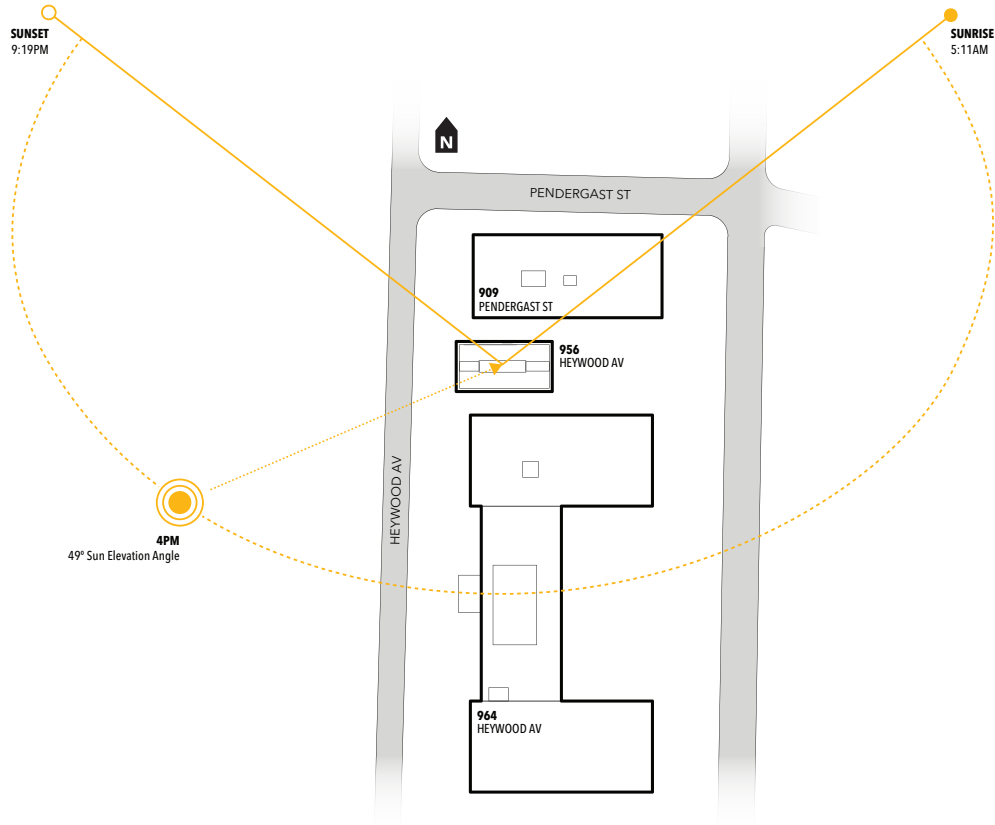 SUNSET
9:19PM
SUNRISE
5:11AM
N
PENDERGAST ST
909
PENDERGAST ST
956
HEYWOOD AV
HEYWOOD AV
4PM
49º Sun Elevation Angle
964
HEYWOOD AV